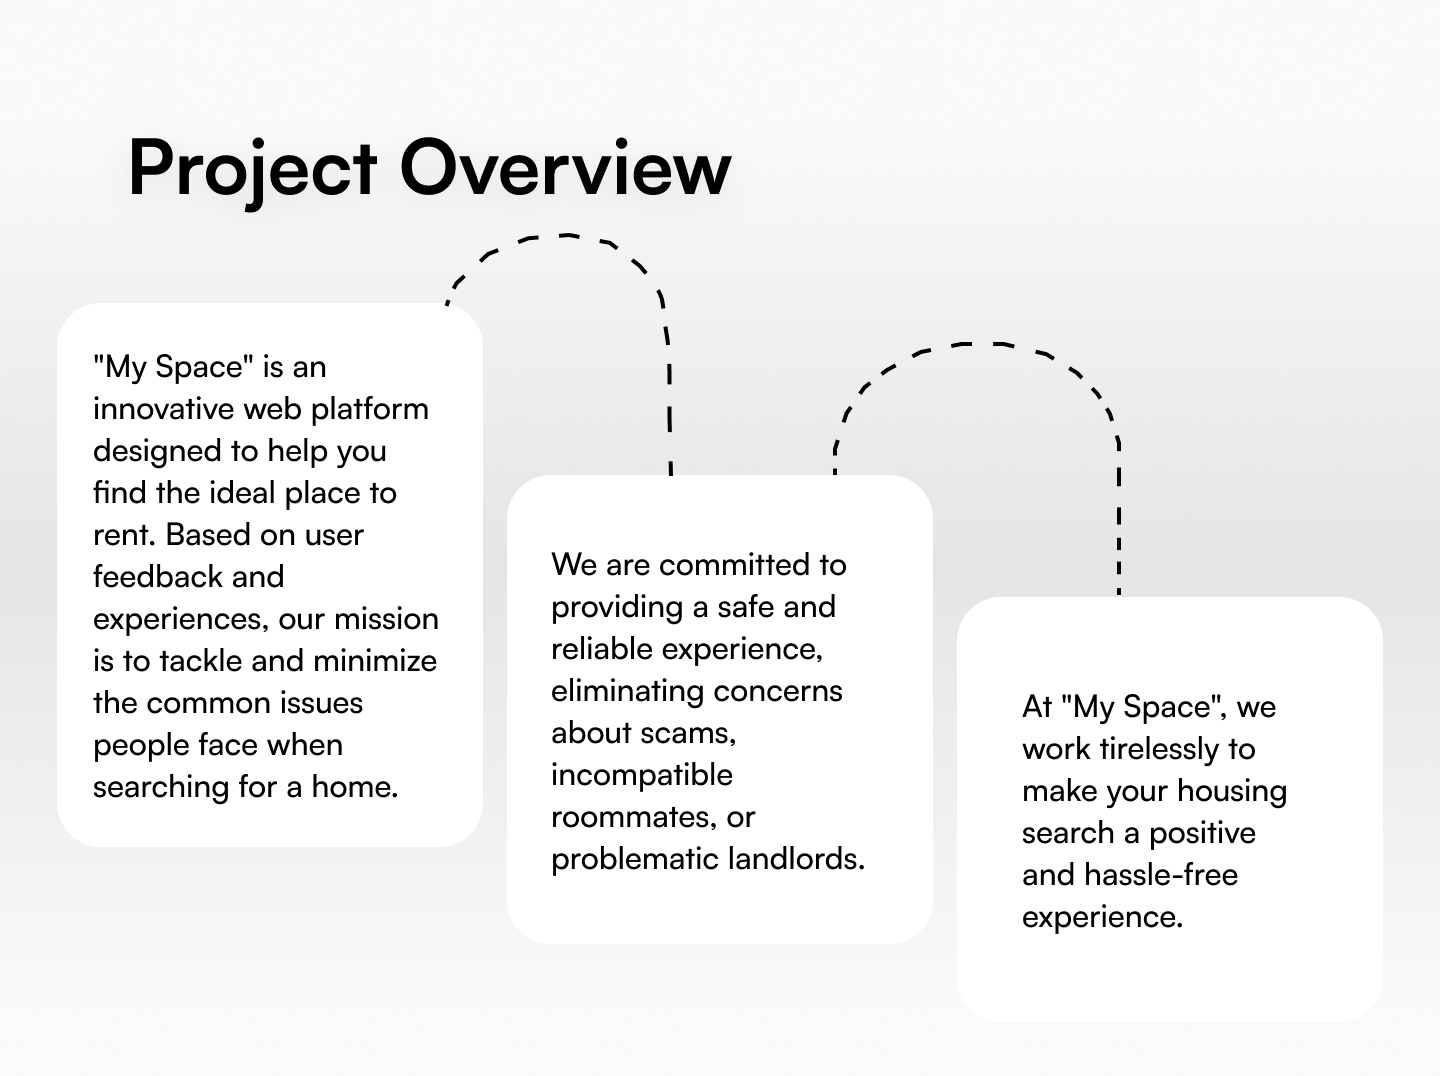 Project Overview
"My Space" is an
innovative web platform
designed to help you
find the ideal place to
rent. Based on user
feedback and
experiences, our mission
is to tackle and minimize
the common issues
people face when
searching for a home.
We are committed to
providing a safe and
reliable experience,
eliminating concerns
about scams,
incompatible
roommates, or
problematic landlords.
At "My Space", we
work tirelessly to
make your housing
search a positive
and hassle-free
experience.